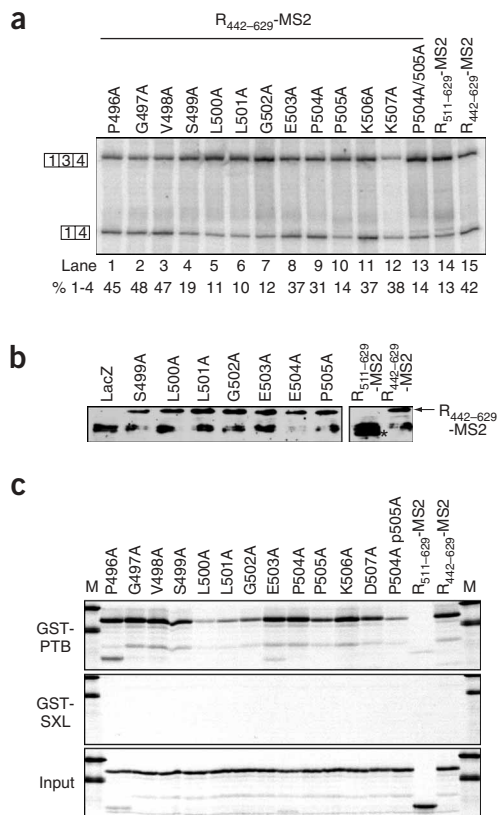 a
R442–629-MS2
P496A
G497A
V498A
S499A
L500A
L501A
G502A
E503A
P504A
P505A
K506A
K507A
P504A/505A
R511–629-MS2
R442–629-MS2
1 3 4
1 4
Lane 1 2 3 4 5 6 7 8 9 10 11 12 13 14 15
% 1-4 45 48 47 19 11 10 12 37 31 14 37 38 14 13 42
b
LacZ
S499A
L500A
L501A
G502A
E503A
E504A
P505A
R511–629
-MS2
R442–629
-MS2
R442–629
-MS2
*
c
M
P496A
G497A
V498A
S499A
L500A
L501A
G502A
E503A
P504A
P505A
K506A
D507A
P504A p505A
R511–629-MS2
R442–629-MS2
M
GST-
PTB
GST-
SXL
Input